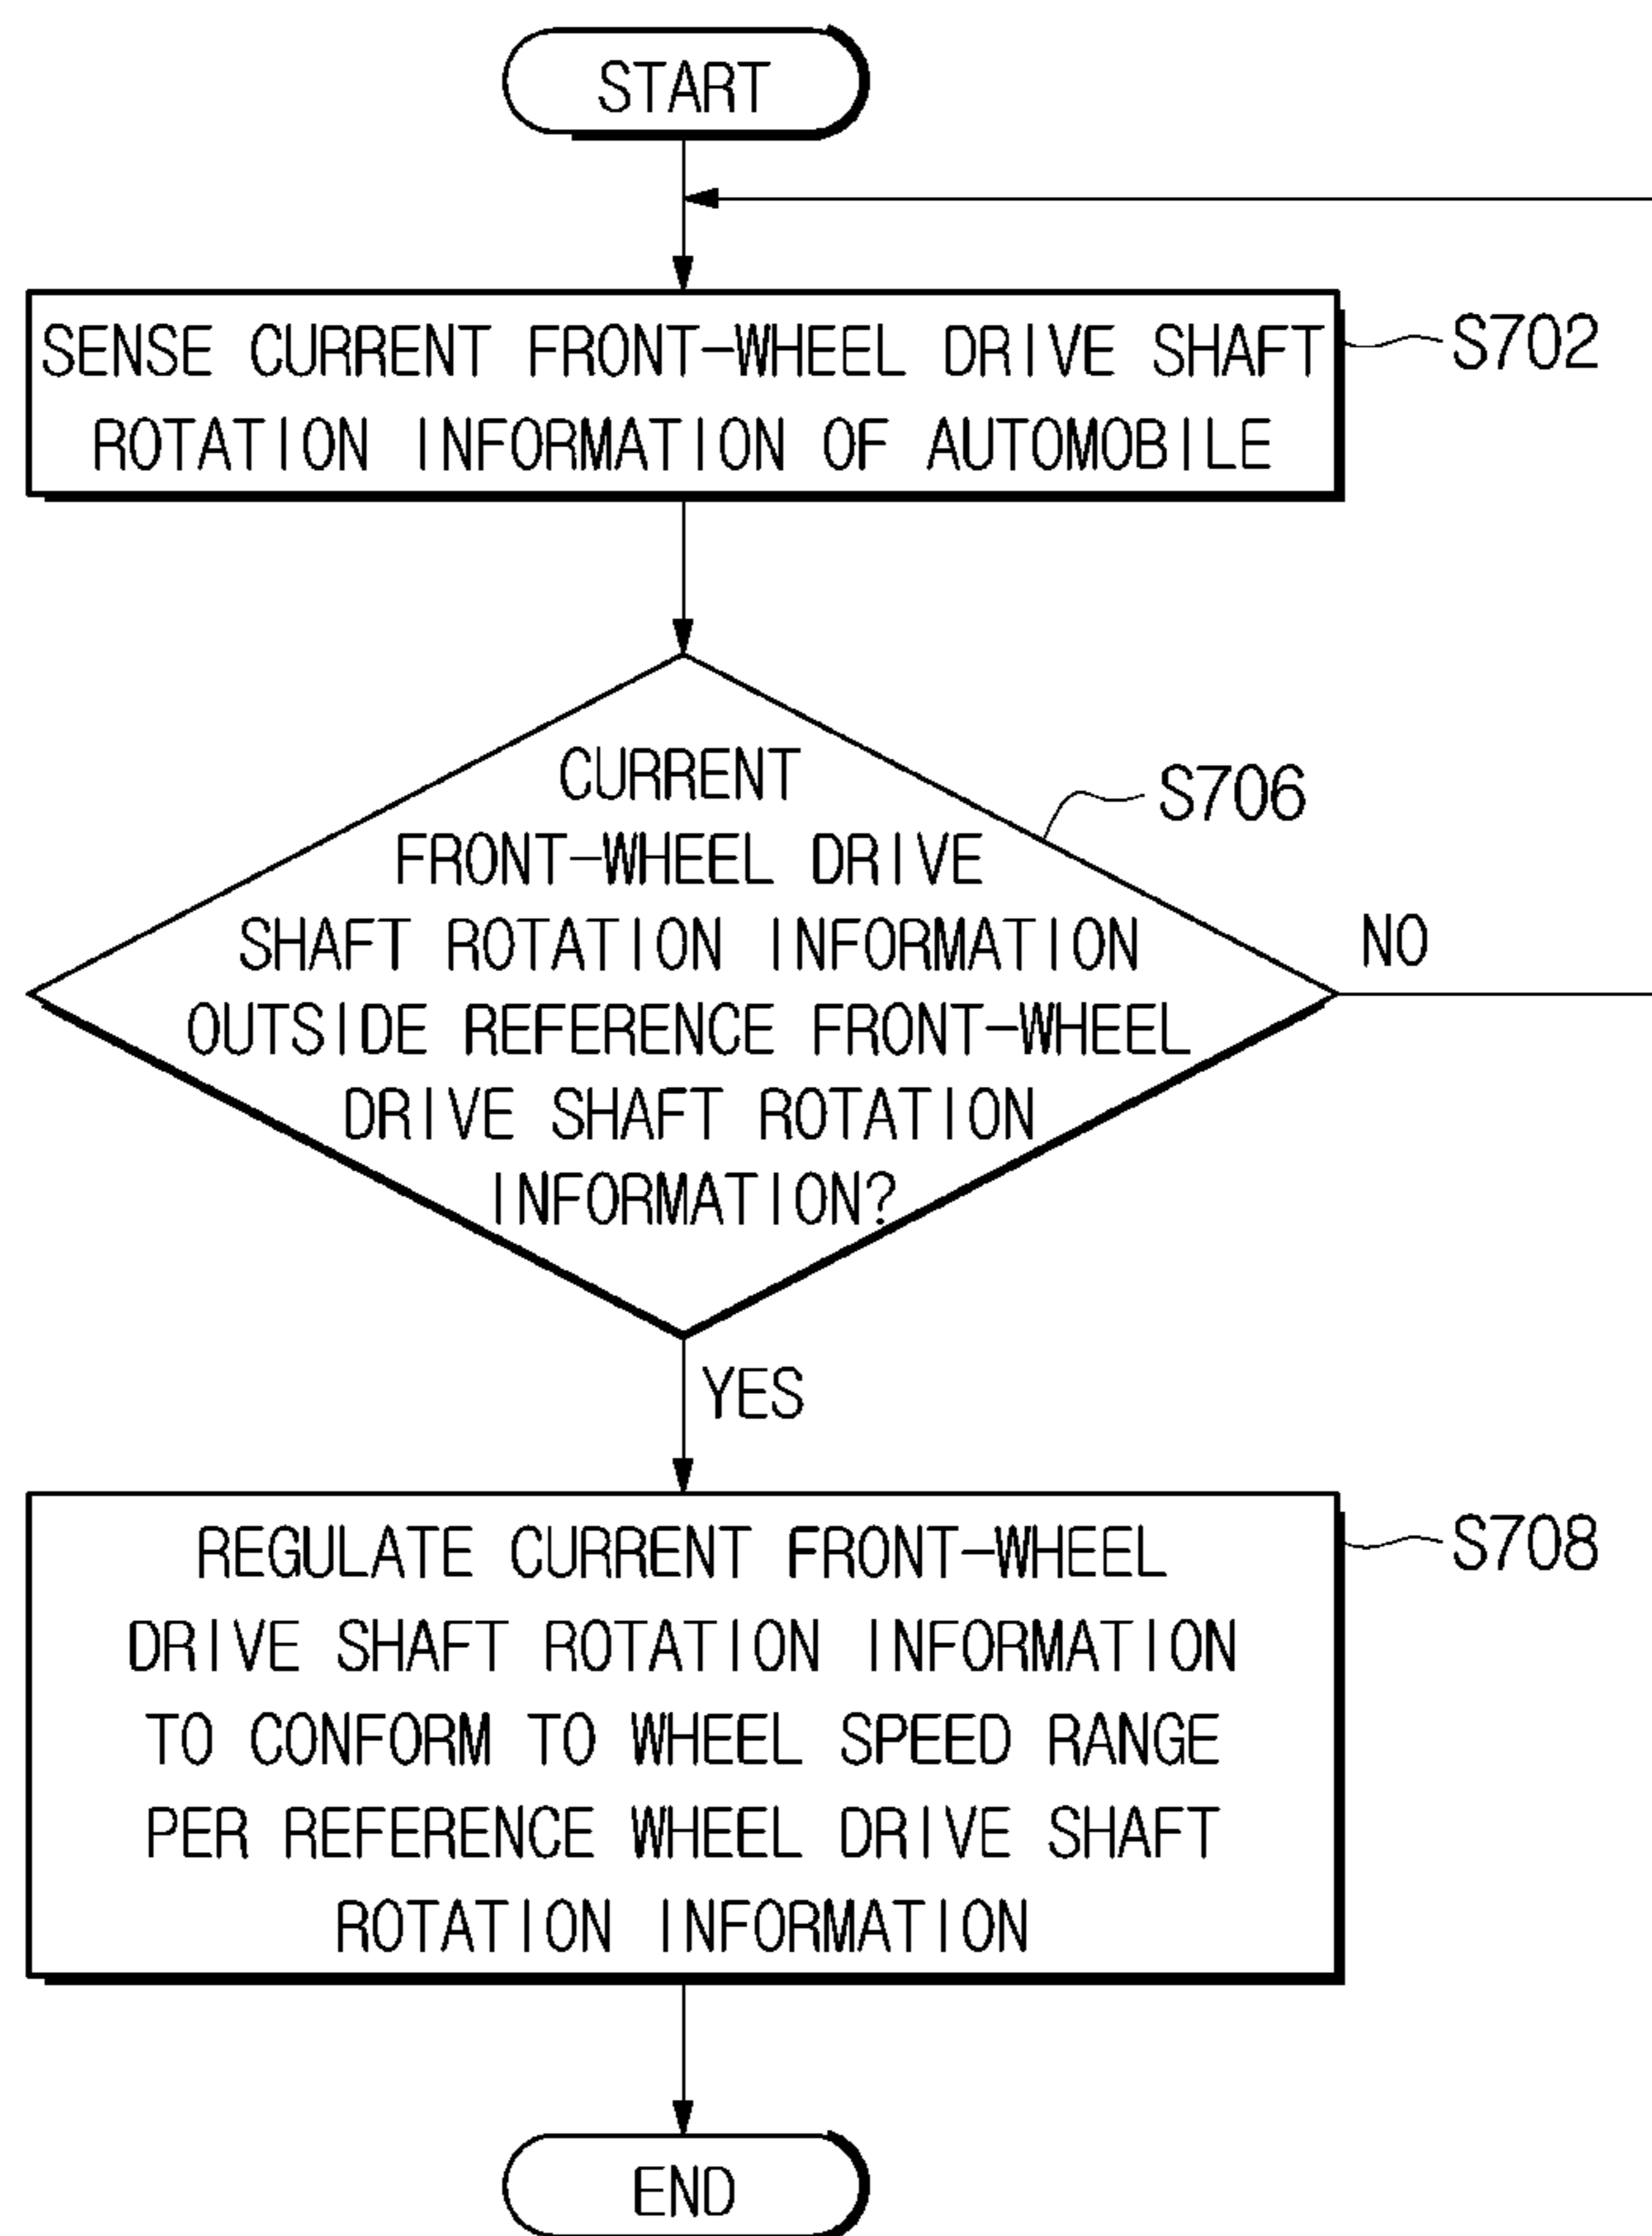 START
SENSE CURRENT FRONT-WHEEL DRIVE SHAFT
ROTATION INFORMATION OF AUTOMOBILE
S702
CURRENT
FRONT-WHEEL DRIVE
SHAFT ROTATION INFORMATION
OUTSIDE REFERENCE FRONT-WHEEL
DRIVE SHAFT ROTATION
INFORMATION?
S706
NO
YES
REGULATE CURRENT FRONT-WHEEL
DRIVE SHAFT ROTATION INFORMATION
TO CONFORM TO WHEEL SPEED RANGE
PER REFERENCE WHEEL DRIVE SHAFT
ROTATION INFORMATION
S708
END